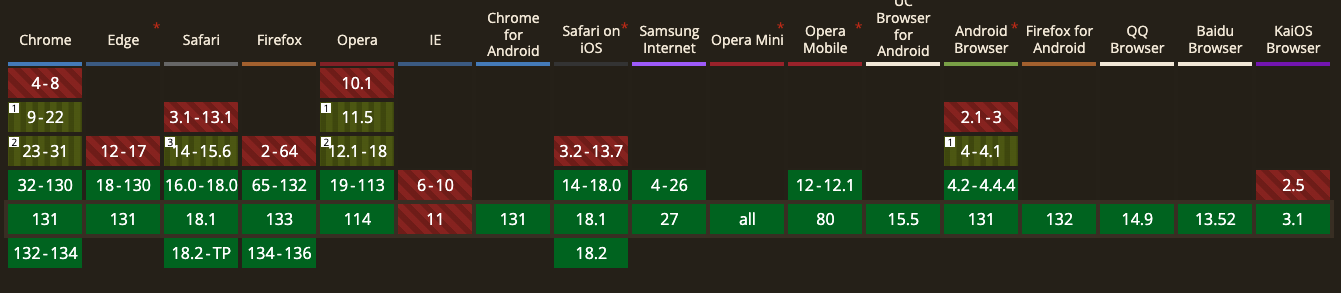 UC
Chrome
Browser
Chrome Edge * Safari Firefox Opera IE for Safari on * Samsung Opera Mini * Opera * for Android * Firefox for QQ Baidu KaiOS
Android iOS Internet Mobile Android Browser Android Browser Browser Browser
4-8 10.1
1 9-22 3.1-13.1 1 11.5 2.1-3
2 23-31 12-17 3 14-15.6 2-64 2 12.1-18 3.2-13.7 1 4-4.1
32-130 18-130 16.0-18.0 65-132 19-113 6-10 14-18.0 4-26 12-12.1 4.2-4.4.4 2.5
131 131 18.1 133 114 11 131 18.1 27 all 80 15.5 131 132 14.9 13.52 3.1
132-134 18.2-TP 134-136 18.2